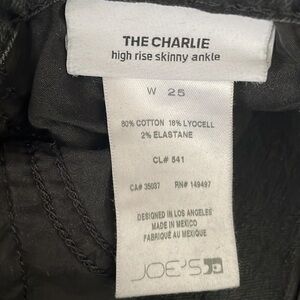 THE CHARLIE
high rise skinny ankle
W 25
80% COTTON 18% LYOCELL
2% ELASTANE
CL# 541
CA# 35037 RN# 149497
DESIGNED IN LOS ANGELES
MADE IN MEXICO
FABRIQUÉ AU MEXIQUE
JOE'S